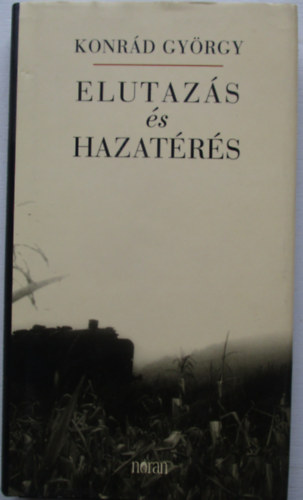 KONRÁD GYÖRGY
ELUTAZÁS
és
HAZATÉRÉS
noran